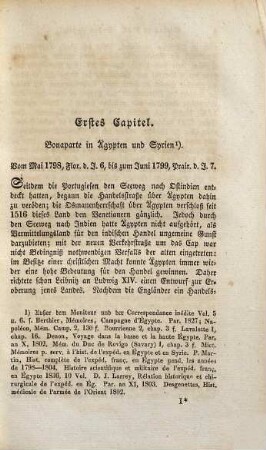 Erstes Capitel.
Bonaparte in Ägypten und Syrien¹).
Vom Mai 1798, Flor. d. J. 6, bis zum Juni 1799, Prair. d. J. 7.
Seitdem die Portugiesen den Seeweg nach Ostindien ent-
deckt hatten, begann die Handelsstraße über Ägypten dahin
zu veröden; die Osmanenherrschaft über Ägypten verschloß seit
1516 dieses Land den Venetianern gänzlich. Jedoch durch
den Seeweg nach Indien hatte Ägypten nicht aufgehört, als
Vermittelungsland für den indischen Handel ungemeine Gunst
darzubieten; mit der neuen Verkehrsstraße um das Cap war
nicht Bedingniß nothwendigen Verfalls der alten eingetreten:
im Besitze einer christlichen Macht konnte Ägypten immer wie-
der eine hohe Bedeutung für den Handel gewinnen. Daher
richtete schon Leibnitz an Ludwig XIV. einen Entwurf zur Er-
oberung jenes Landes. Nachdem die Engländer ein Handels-
1) Außer dem Moniteur und der Correspondance inédite Vol. 5
u. 6. f. Berthier, Mémoires, Campagne d'Egypte. Par. 1827; Na-
poléon, Mém. Comp. 2, 130 f. Bourrienne 2, chap. 3 f. Lavalette 1,
chap. 16. Denon, Voyage dans la basse et la haute Egypte. Par.
an X, 1802. Mém. du Duc de Rovigo (Savary) 1, chap. 3 f. Miot,
Mémoires p. serv. à l'hist. de l'expéd. en Egypte et en Syrie. P. Mar-
tin, Hist. complète de l'expéd. franç. en Egypte, pend. les années
de 1798—1804. Histoire scientifique et militaire de l'expéd. franç. d'
en Egypte 1830, 10 Vol. D. J. Larrey, Rélation historique et chi-
rurgicale de l'expéd. en Eg. Par. an XI, 1803. Desgenettes, Hist.
médicale de l'armée de l'Orient 1802.
1*